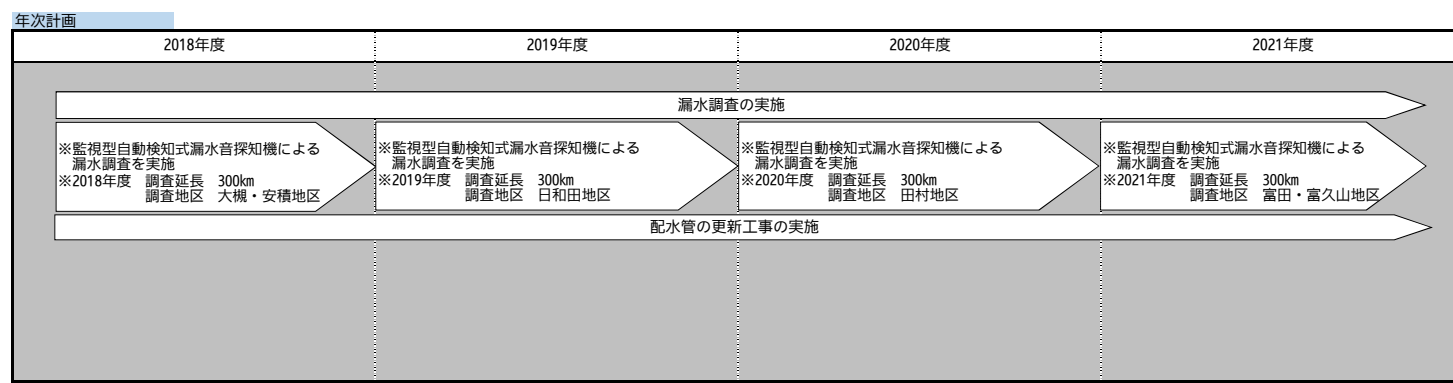 年次計画
2018年度
2019年度
2020年度
2021年度
漏水調査の実施
※監視型自動検知式漏水音探知機による
漏水調査を実施
※2018年度 調査延長 300㎞
調査地区 大槻・安積地区
※監視型自動検知式漏水音探知機による
漏水調査を実施
※2019年度 調査延長 300㎞
調査地区 日和田地区
※監視型自動検知式漏水音探知機による
漏水調査を実施
※2020年度 調査延長 300㎞
調査地区 田村地区
※監視型自動検知式漏水音探知機による
漏水調査を実施
※2021年度 調査延長 300㎞
調査地区 富田・富久山地区
配水管の更新工事の実施